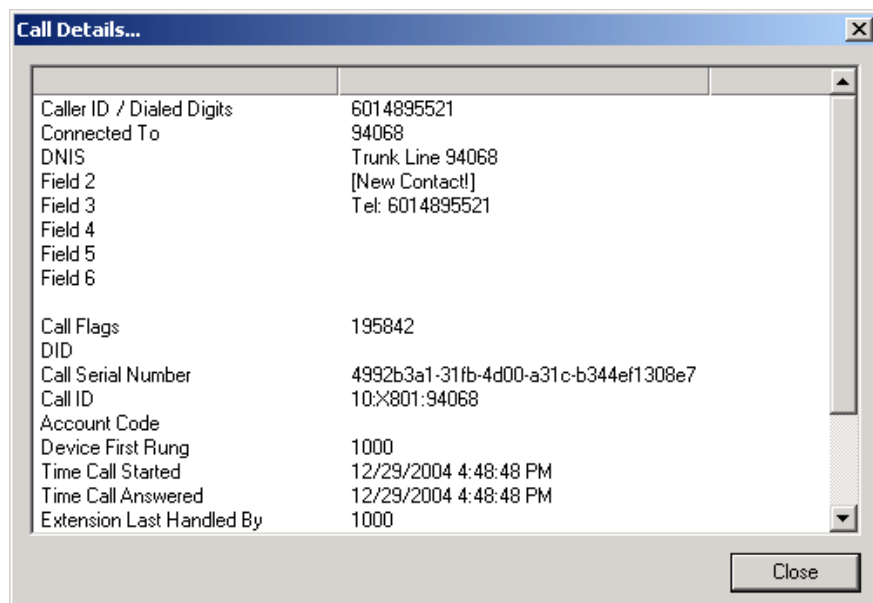 Call Details...
Caller ID / Dialed Digits 6014895521
Connected To 94068
DNIS Trunk Line 94068
Field 2 [New Contact!]
Field 3 Tel: 6014895521
Field 4
Field 5
Field 6
Call Flags 195842
DID
Call Serial Number 4992b3a1-31fb-4d00-a31c-b344ef1308e7
Call ID 10:X801:94068
Account Code
Device First Rung 1000
Time Call Started 12/29/2004 4:48:48 PM
Time Call Answered 12/29/2004 4:48:48 PM
Extension Last Handled By 1000
Close